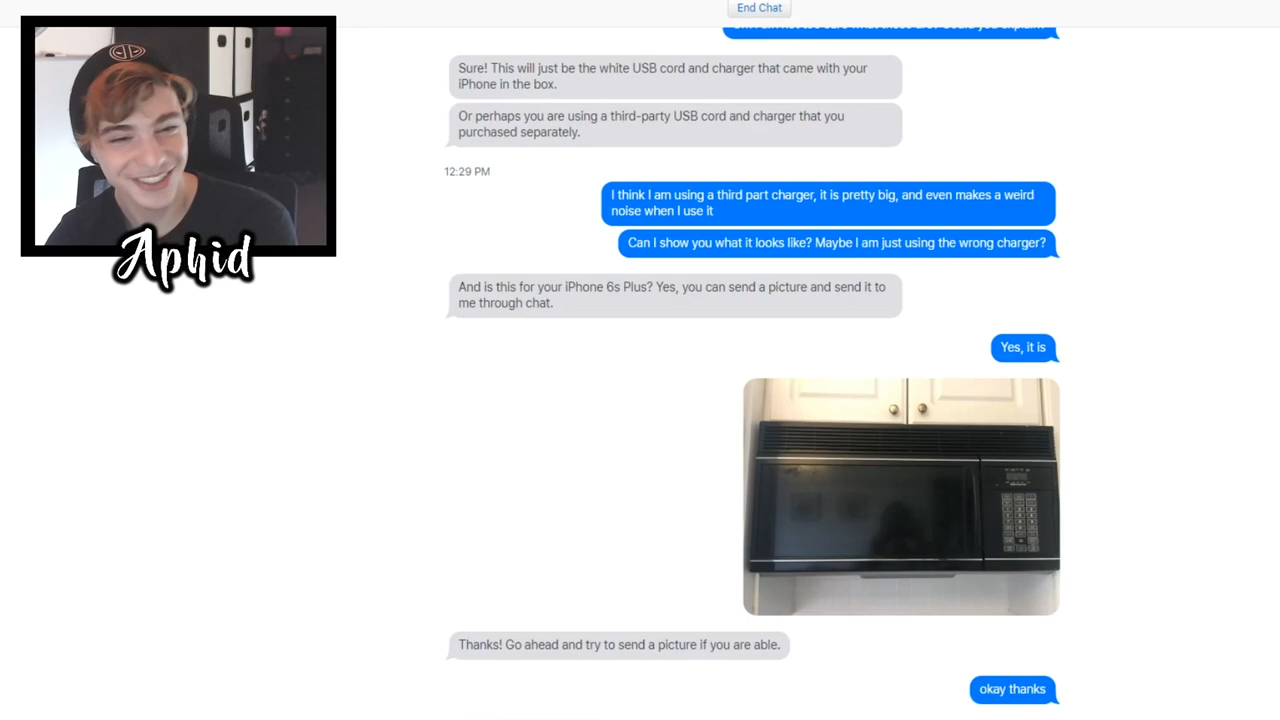 End Chat
Sure! This will just be the white USB cord and charger that came with your
iPhone in the box.
Or perhaps you are using a third-party USB cord and charger that you
purchased separately.
12:29 PM
I think I am using a third part charger, it is pretty big, and even makes a weird
noise when I use it
Can I show you what it looks like? Maybe I am just using the wrong charger?
Aphid
And is this for your iPhone 6s Plus? Yes, you can send a picture and send it to
me through chat.
Yes, it is
Thanks! Go ahead and try to send a picture if you are able.
okay thanks